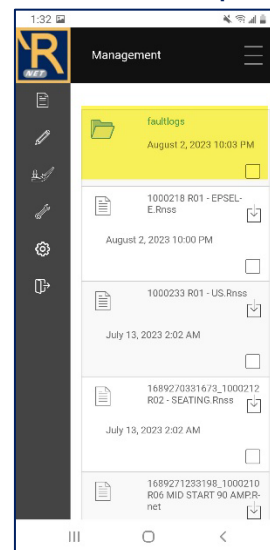 1:32
R
NET
Management
faultlogs
August 2, 2023 10:03 PM
1000218 R01 - EPSEL-
E.Rnss
August 2, 2023 10:00 PM
1000233 R01 - US.Rnss
July 13, 2023 2:02 AM
1689270331673_1000212
R02 - SEATING.Rnss
July 13, 2023 2:02 AM
1689271233198_1000210
R06 MID START 90 AMP.R-
net